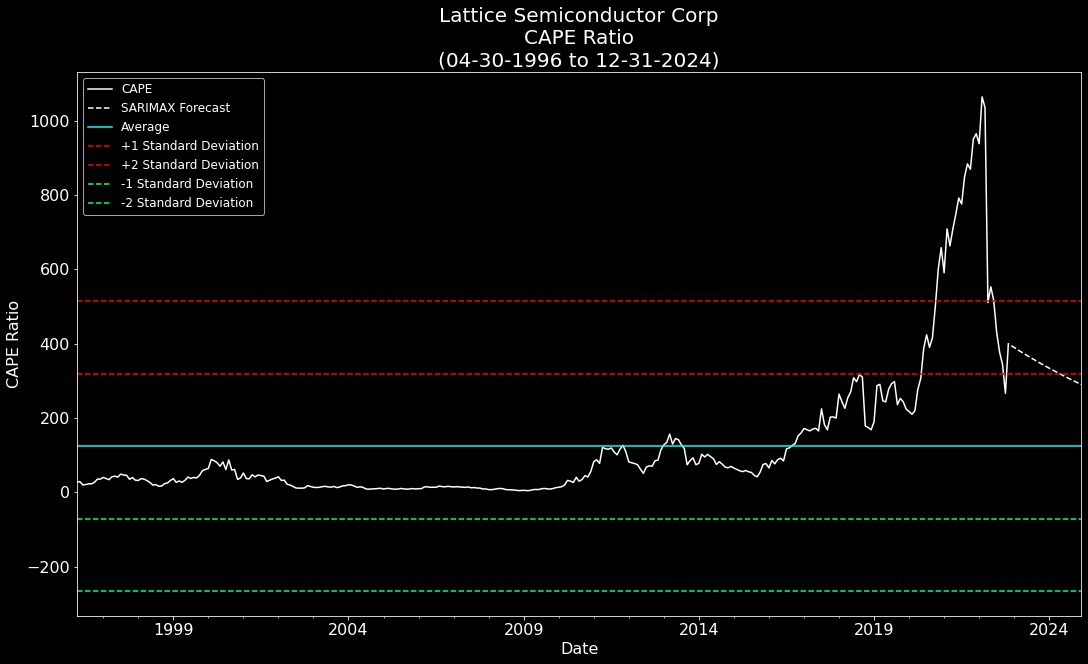 Lattice Semiconductor Corp
CAPE Ratio
(04-30-1996 to 12-31-2024)
CAPE
SARIMAX Forecast
Average
+1 Standard Deviation
+2 Standard Deviation
-1 Standard Deviation
-2 Standard Deviation
CAPE Ratio
1000
800
600
400
200
0
−200
1999 2004 2009 2014 2019 2024
Date